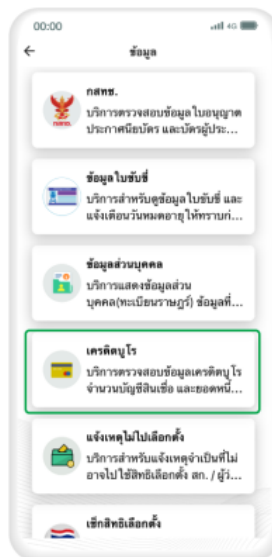 00:00
4G
ข้อมูล
กสทช.
กสทช.
บริการตรวจสอบข้อมูลใบอนุญาต
ประกาศนียบัตร และบัตรผู้ประ...
ข้อมูลใบขับขี่
บริการสำหรับดูข้อมูลใบขับขี่ และ
แจ้งเตือนวันหมดอายุให้ทราบก่...
ข้อมูลส่วนบุคคล
บริการแสดงข้อมูลส่วน
บุคคล(ทะเบียนราษฎร์) ข้อมูลที่...
เครดิตบูโร
บริการตรวจสอบข้อมูลเครดิตบูโร
จำนวนบัญชีสินเชื่อ และยอดหนี้...
แจ้งเหตุไม่ไปเลือกตั้ง
บริการสำหรับแจ้งเหตุจำเป็นที่ไม่
อาจไปใช้สิทธิเลือกตั้ง สก. / ผู้ว่...
เช็กสิทธิเลือกตั้ง